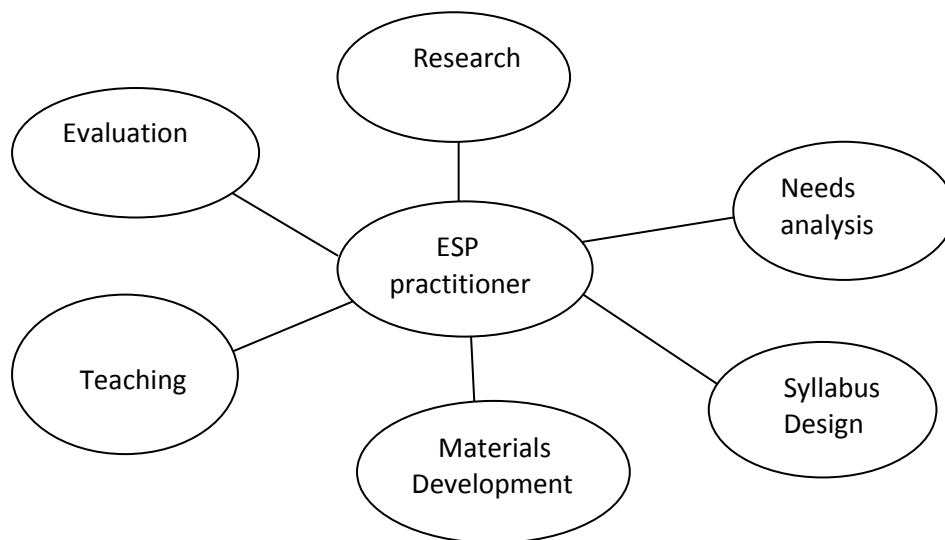 Research
Evaluation
Needs
analysis
ESP
practitioner
Teaching
Syllabus
Design
Materials
Development